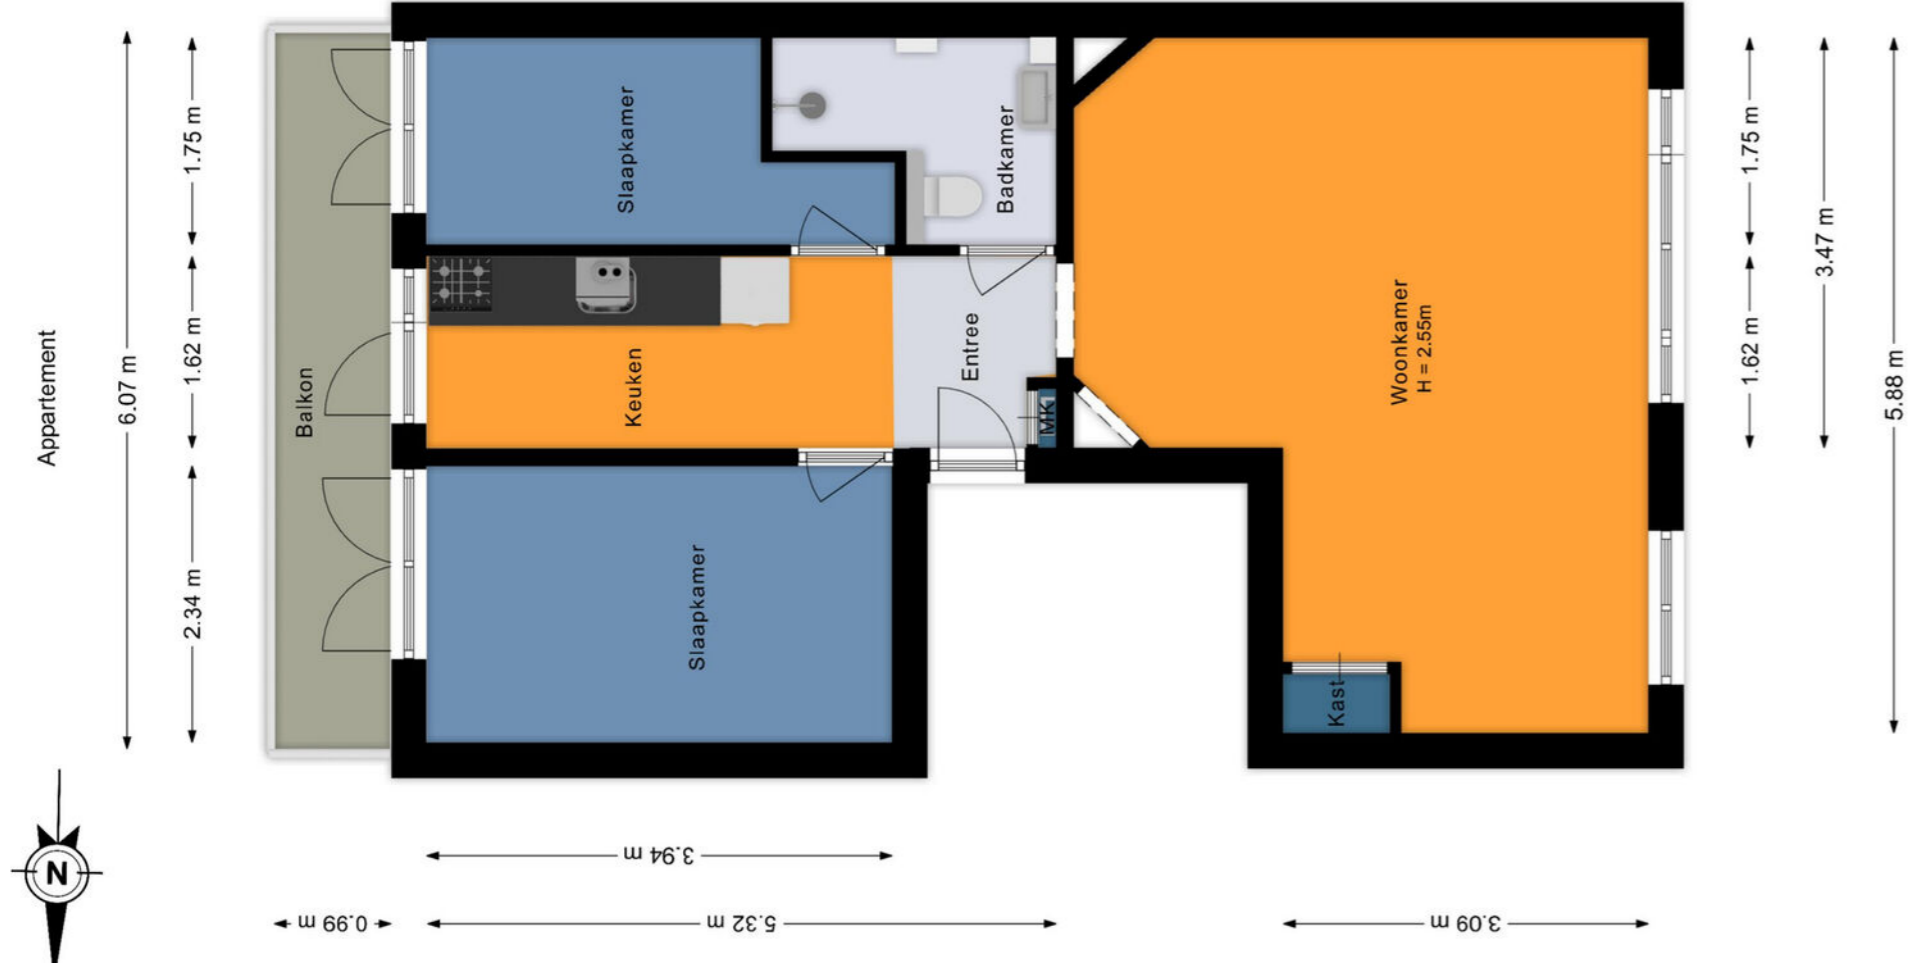 Appartement
6.07 m
1.75 m
1.62 m
2.34 m
Balkon
Slaapkamer
Badkamer
Keuken
Entree
MK
Slaapkamer
Woonkamer
H = 2.55m
Kast
1.75 m
1.62 m
3.47 m
5.88 m
3.94 m
0.99 m
5.32 m
3.09 m
N